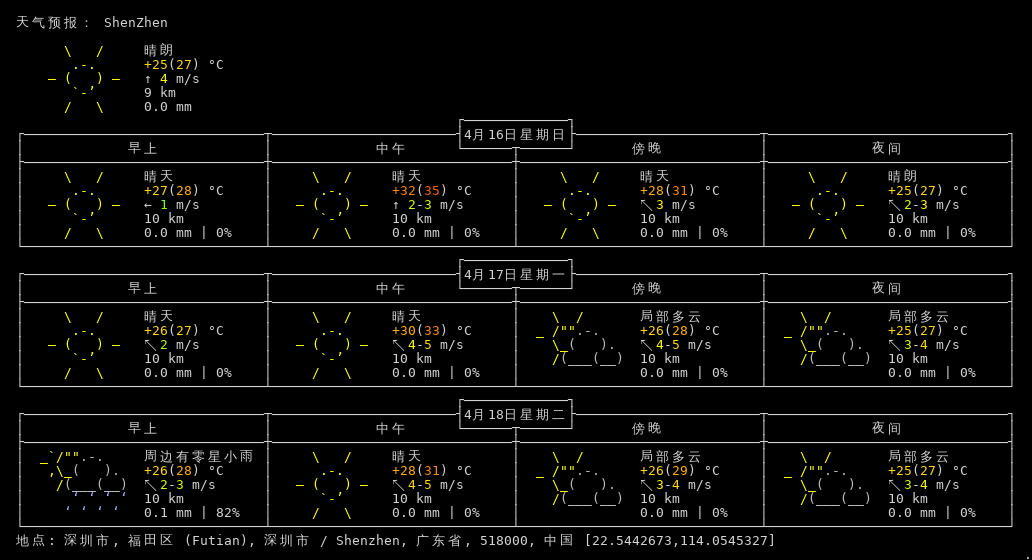 天气预报: ShenZhen
晴朗
+25(27) °C
↑ 4 m/s
9 km
0.0 mm
4月16日星期日
早上 中午 傍晚 夜间
晴天 晴天 晴天 晴朗
+27(28) °C +32(35) °C +28(31) °C +25(27) °C
← 1 m/s ↑ 2-3 m/s ↖ 3 m/s ↖ 2-3 m/s
10 km 10 km 10 km 10 km
0.0 mm | 0% 0.0 mm | 0% 0.0 mm | 0% 0.0 mm | 0%
4月17日星期一
早上 中午 傍晚 夜间
晴天 晴天 局部多云 局部多云
+26(27) °C +30(33) °C +26(28) °C +25(27) °C
↖ 2 m/s ↖ 4-5 m/s ↖ 4-5 m/s ↖ 3-4 m/s
10 km 10 km 10 km 10 km
0.0 mm | 0% 0.0 mm | 0% 0.0 mm | 0% 0.0 mm | 0%
4月18日星期二
早上 中午 傍晚 夜间
周边有零星小雨 晴天 局部多云 局部多云
+26(28) °C +28(31) °C +26(29) °C +25(27) °C
↖ 2-3 m/s ↖ 4-5 m/s ↖ 3-4 m/s ↖ 3-4 m/s
10 km 10 km 10 km 10 km
0.1 mm | 82% 0.0 mm | 0% 0.0 mm | 0% 0.0 mm | 0%
地点: 深圳市, 福田区 (Futian), 深圳市 / Shenzhen, 广东省, 518000, 中国 [22.5442673,114.0545327]